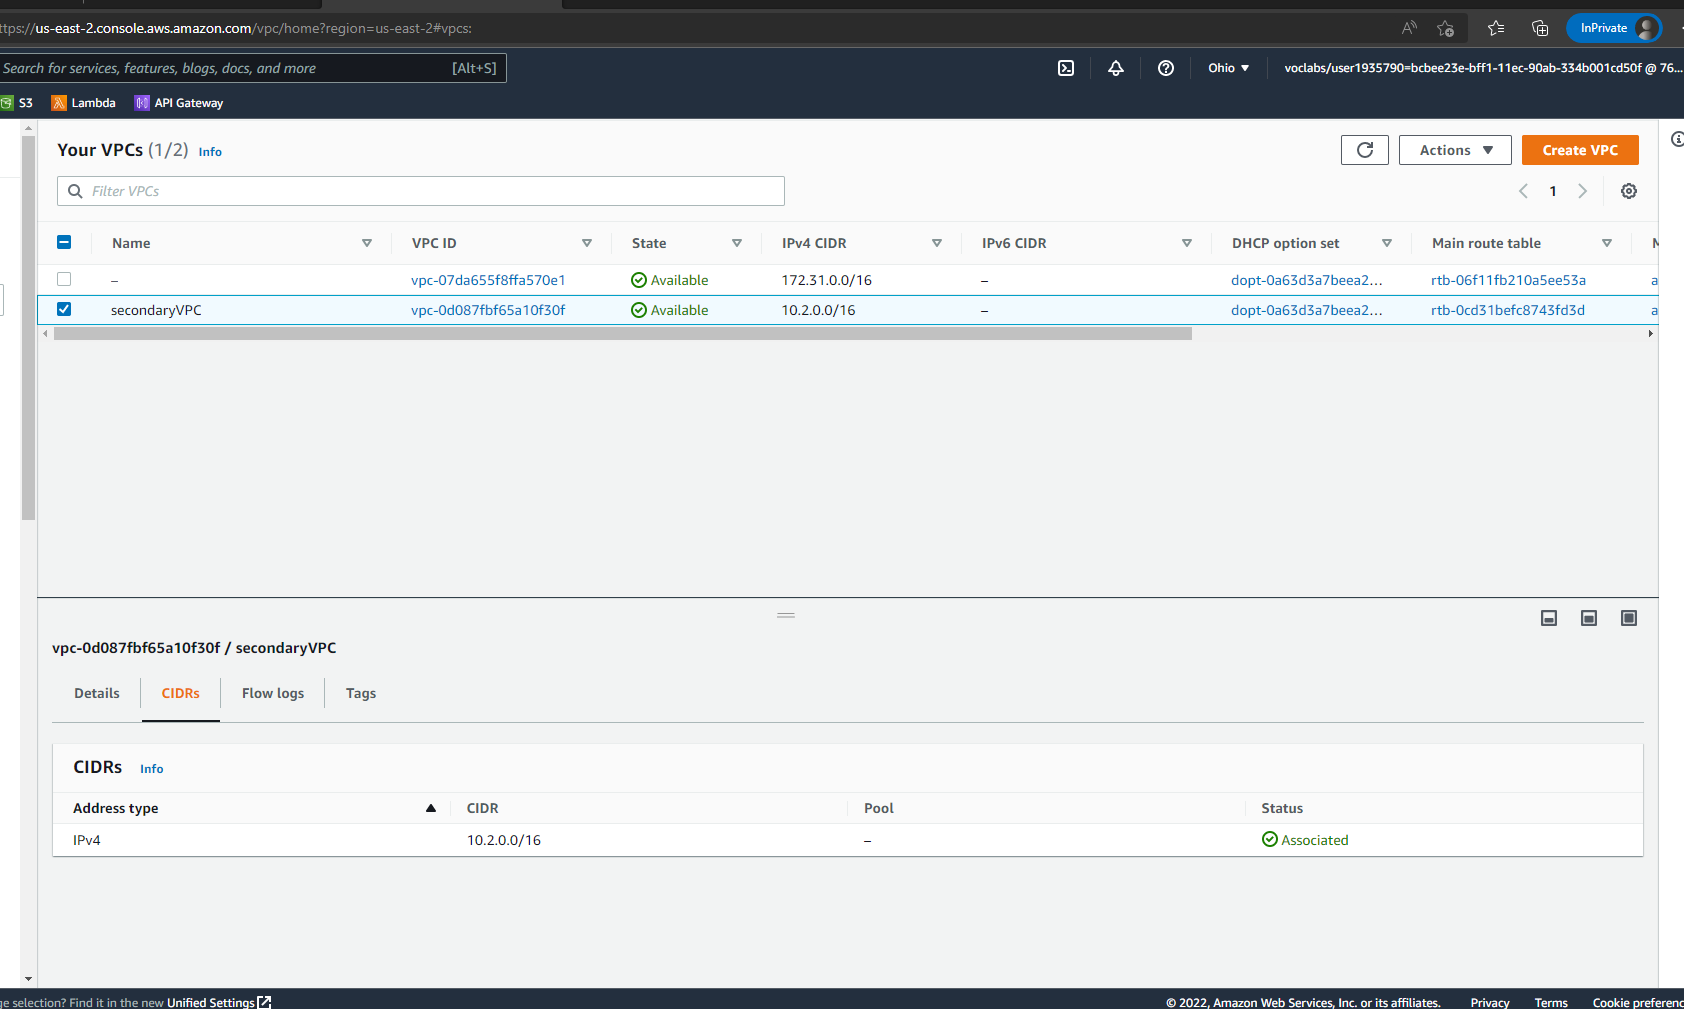 ttps://us-east-2.console.aws.amazon.com/vpc/home?region=us-east-2#vpcs:
InPrivate
Search for services, features, blogs, docs, and more [Alt+S]
Ohio
voclabs/user1935790=bcbee23e-bff1-11ec-90ab-334b001cd50f @ 76...
S3 Lambda API Gateway
Your VPCs (1/2) Info
Actions Create VPC
Filter VPCs
1
Name VPC ID State IPv4 CIDR IPv6 CIDR DHCP option set Main route table M
– vpc-07da655f8ffa570e1 Available 172.31.0.0/16 – dopt-0a63d3a7beea2... rtb-06f11fb210a5ee53a a
secondaryVPC vpc-0d087fbf65a10f30f Available 10.2.0.0/16 – dopt-0a63d3a7beea2... rtb-0cd31befc8743fd3d a
vpc-0d087fbf65a10f30f / secondaryVPC
Details CIDRs Flow logs Tags
CIDRs Info
Address type CIDR Pool Status
IPv4 10.2.0.0/16 – Associated
ge selection? Find it in the new Unified Settings
© 2022, Amazon Web Services, Inc. or its affiliates. Privacy Terms Cookie preferenc